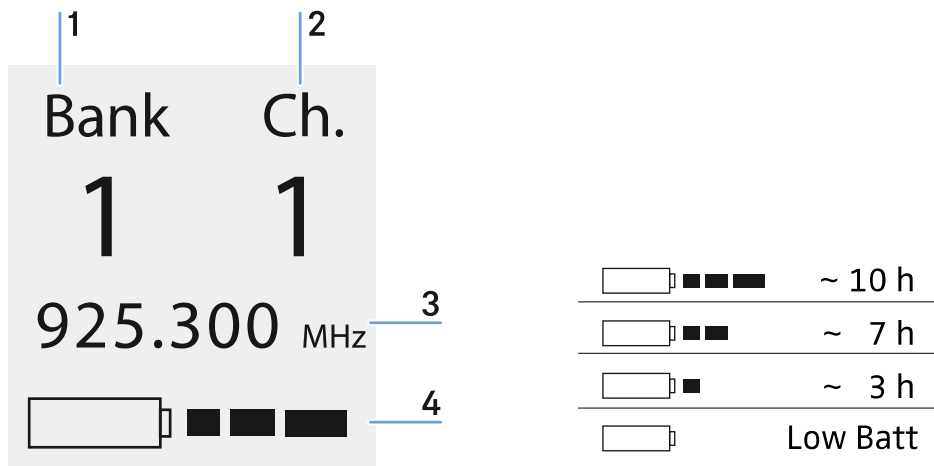 1 2
Bank Ch.
1 1
925.300 MHz
3
4
~ 10 h
~ 7 h
~ 3 h
Low Batt